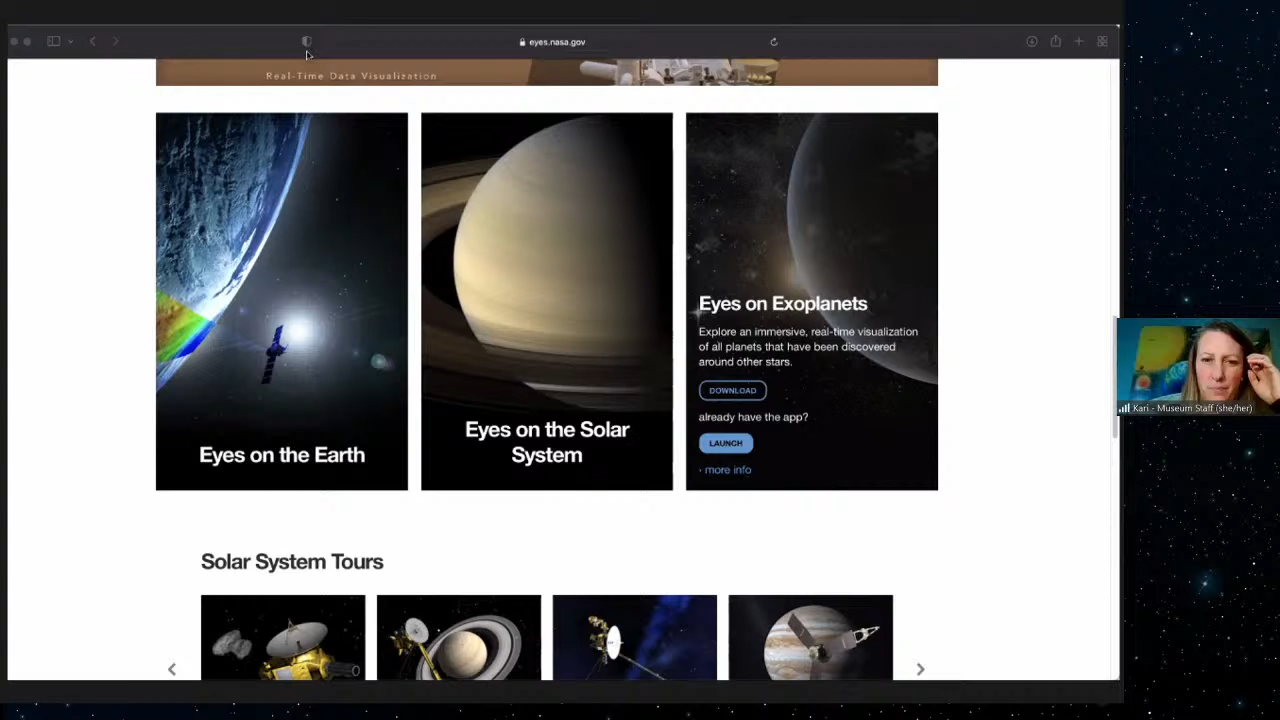 eyes.nasa.gov
Real-Time Data Visualization
Eyes on the Earth
Eyes on the Solar
System
Eyes on Exoplanets
Explore an immersive, real-time visualization
of all planets that have been discovered
around other stars.
DOWNLOAD
already have the app?
LAUNCH
› more info
Solar System Tours
Kari - Museum Staff (she/her)